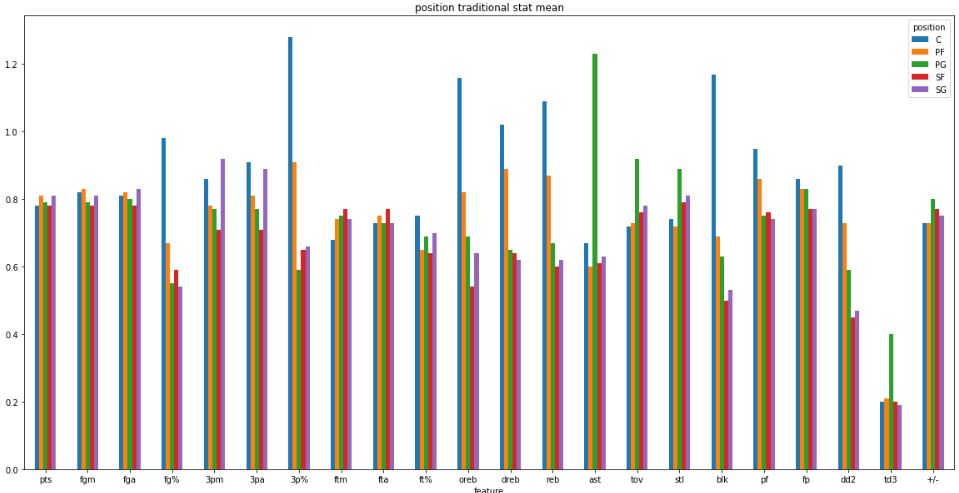 position traditional stat mean
position
C
PF
PG
SF
SG
1.2
1.0
0.8
0.6
0.4
0.2
0.0
pts fgm fga fg% 3pm 3pa 3p% ftm fta ft% oreb dreb reb ast tov stl blk pf fp dd2 td3 +/-
feature